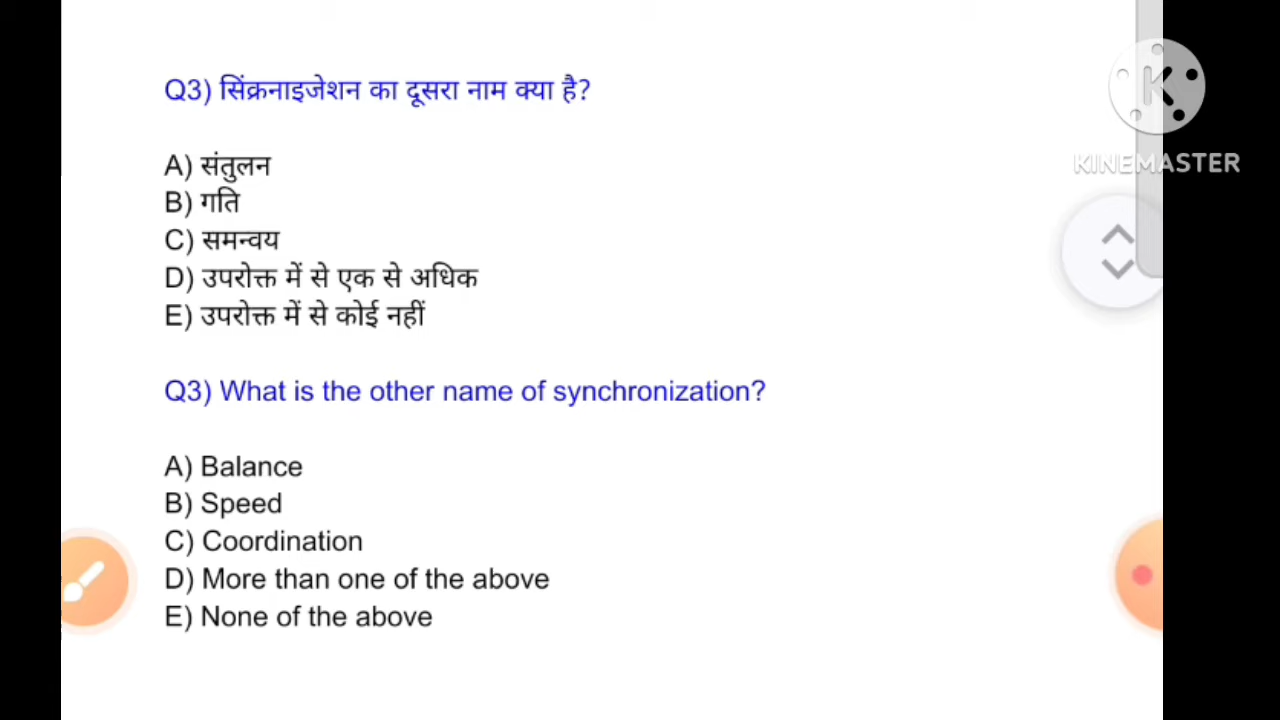 Q3) सिंक्रनाइजेशन का दूसरा नाम क्या है?
A) संतुलन
B) गति
C) समन्वय
D) उपरोक्त में से एक से अधिक
E) उपरोक्त में से कोई नहीं
Q3) What is the other name of synchronization?
A) Balance
B) Speed
C) Coordination
D) More than one of the above
E) None of the above
K
KINEMASTER